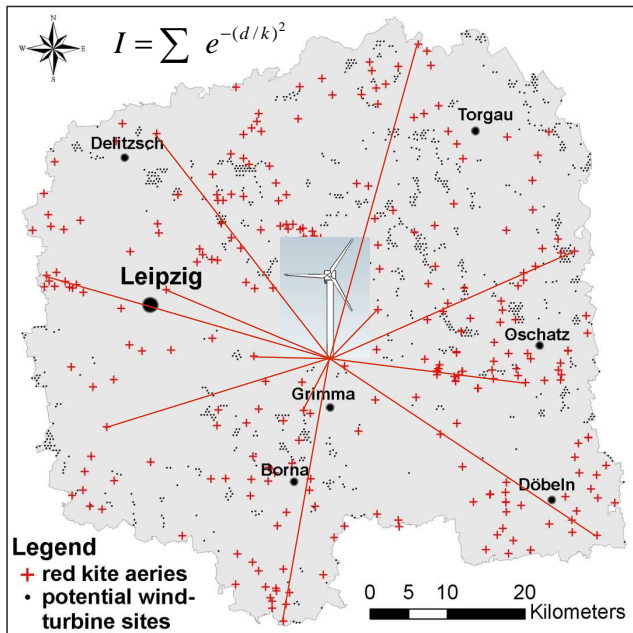 N
W E
S
I = ∑ e^{-(d/k)^2}
Torgau
Delitzsch
Leipzig
Oschatz
Grimma
Borna
Döbeln
Legend
+ red kite aeries
• potential wind-
turbine sites
0 5 10 20
Kilometers